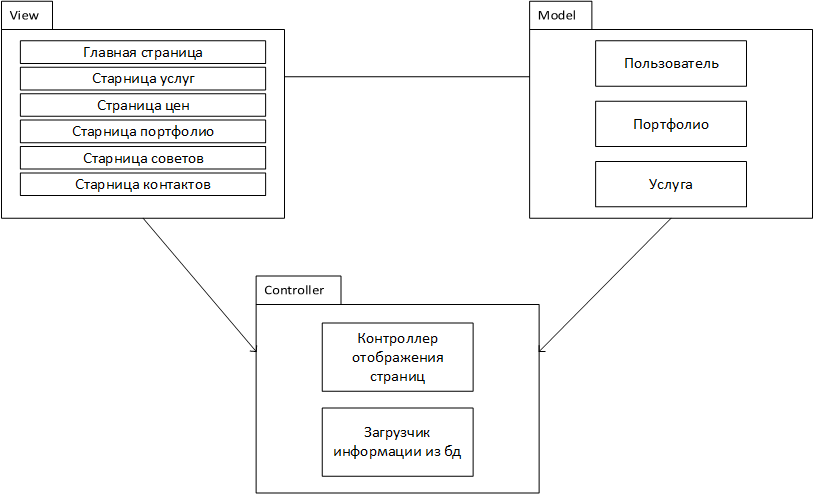 View
Главная страница
Старница услуг
Страница цен
Старница портфолио
Старница советов
Старница контактов
Model
Пользователь
Портфолио
Услуга
Controller
Контроллер
отображения
страниц
Загрузчик
информации из бд